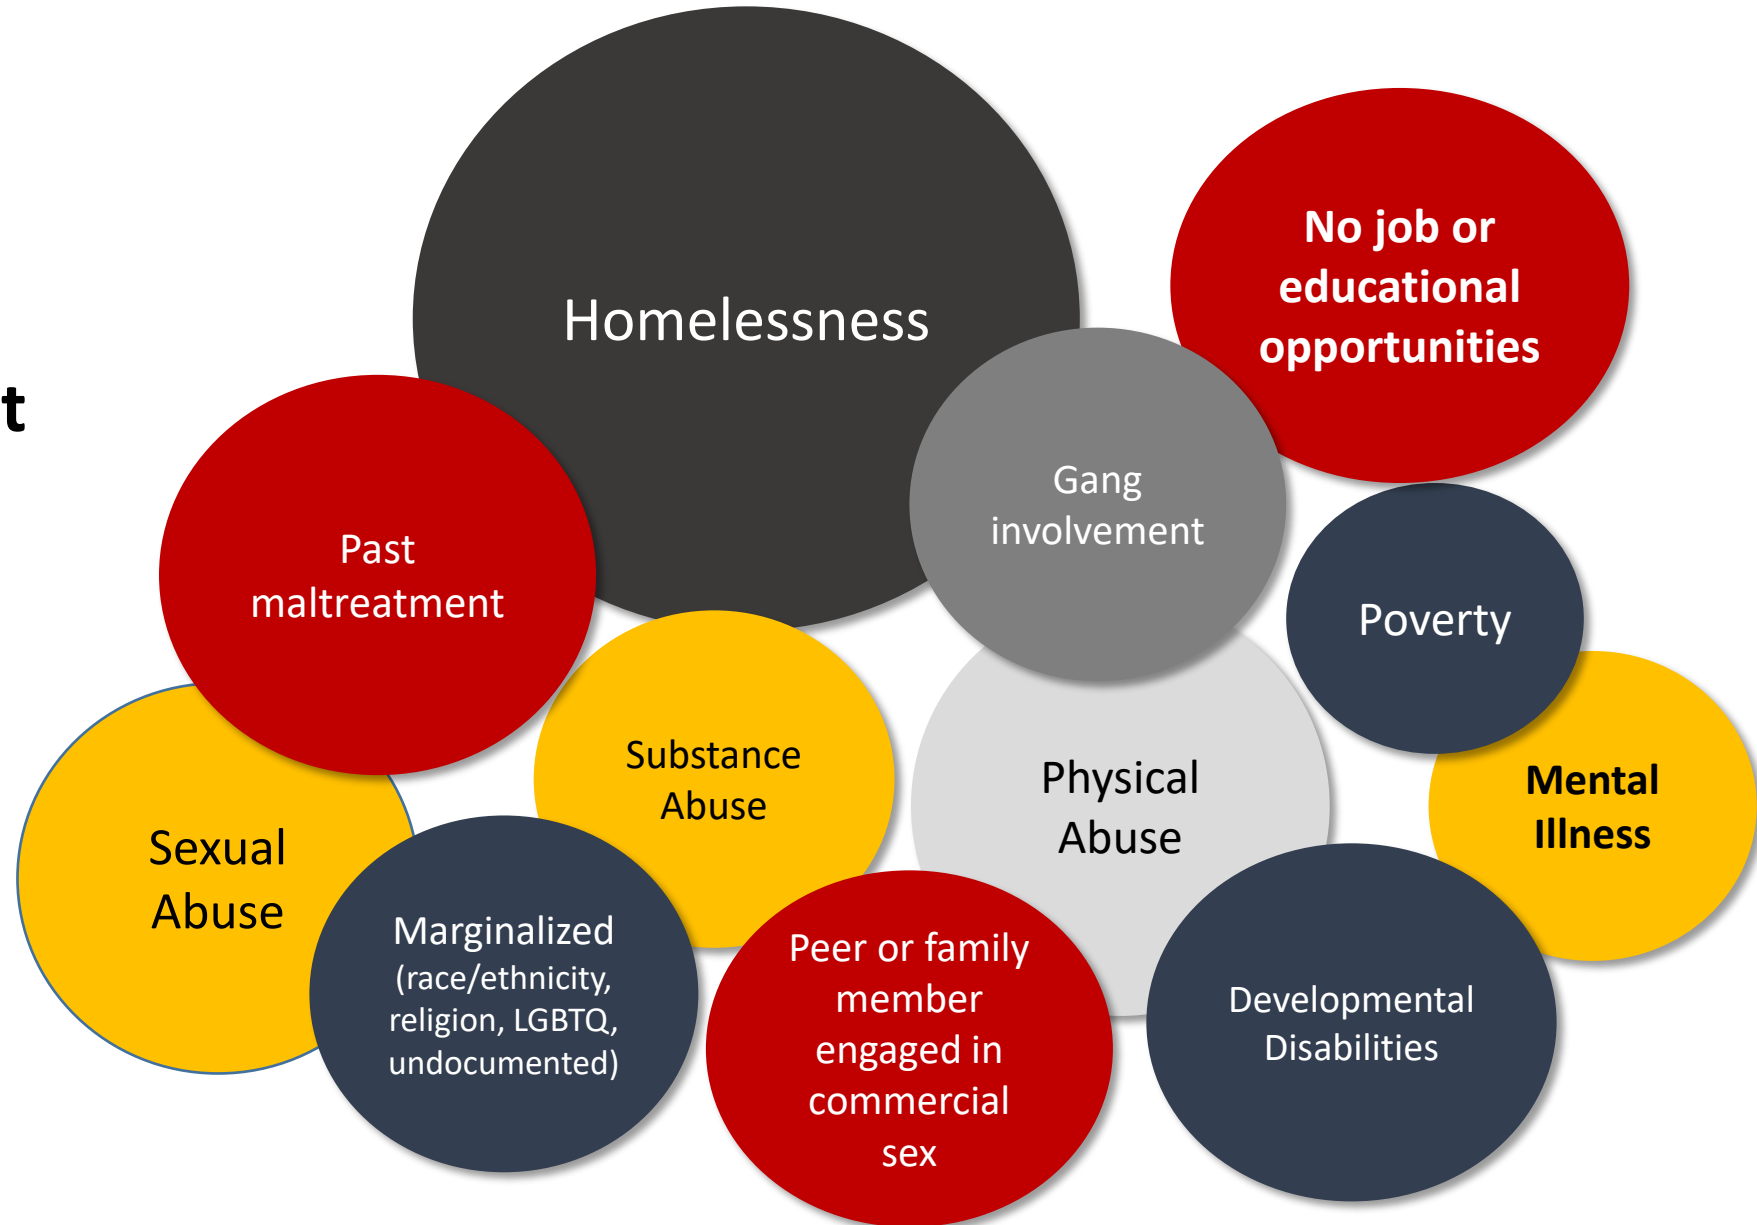 Homelessness
No job or
educational
opportunities
t
Gang
involvement
Past
maltreatment
Poverty
Substance
Abuse
Physical
Abuse
Mental
Illness
Sexual
Abuse
Marginalized
(race/ethnicity,
religion, LGBTQ,
undocumented)
Peer or family
member
engaged in
commercial
sex
Developmental
Disabilities